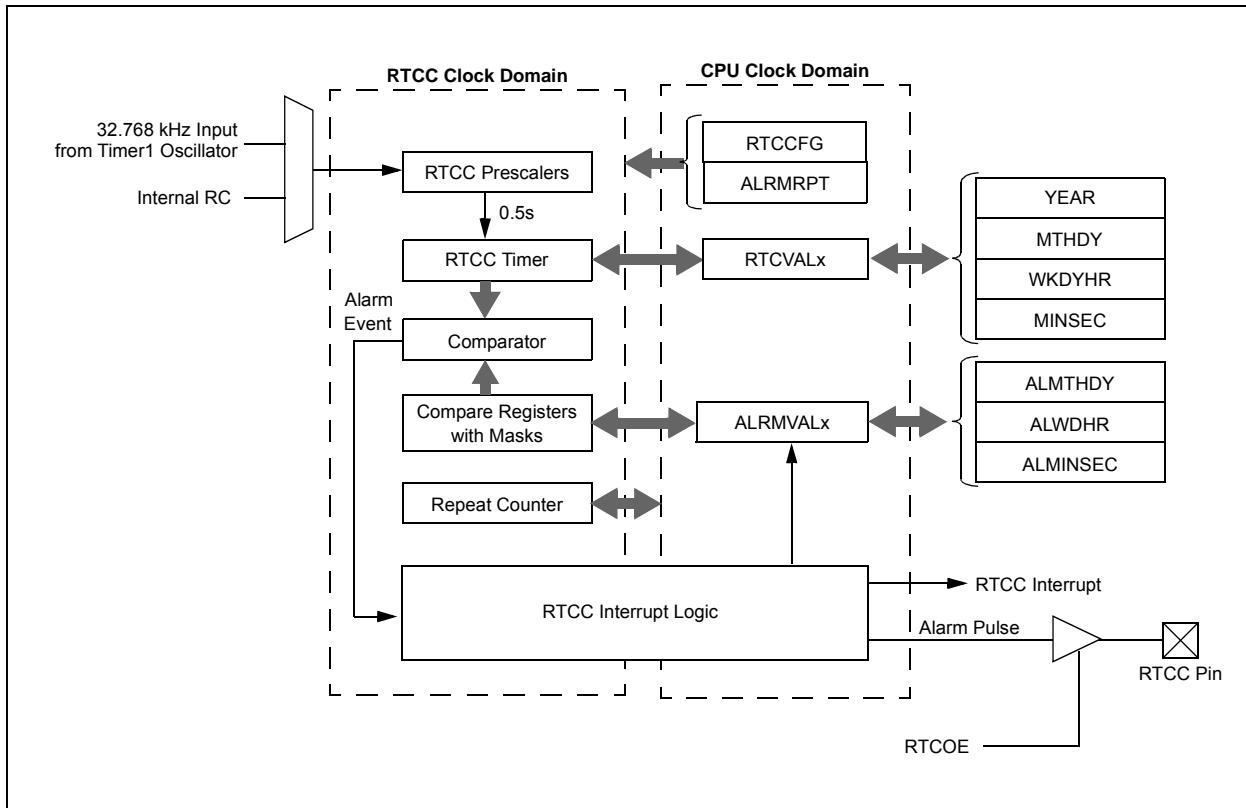 RTCC Clock Domain
CPU Clock Domain
32.768 kHz Input
from Timer1 Oscillator
Internal RC
RTCC Prescalers
0.5s
RTCC Timer
Alarm
Event
Comparator
Compare Registers
with Masks
Repeat Counter
RTCC Interrupt Logic
RTCCFG
ALRMRPT
RTCVALx
ALRMVALx
YEAR
MTHDY
WKDYHR
MINSEC
ALMTHDY
ALWDHR
ALMINSEC
RTCC Interrupt
Alarm Pulse
RTCC Pin
RTCOE